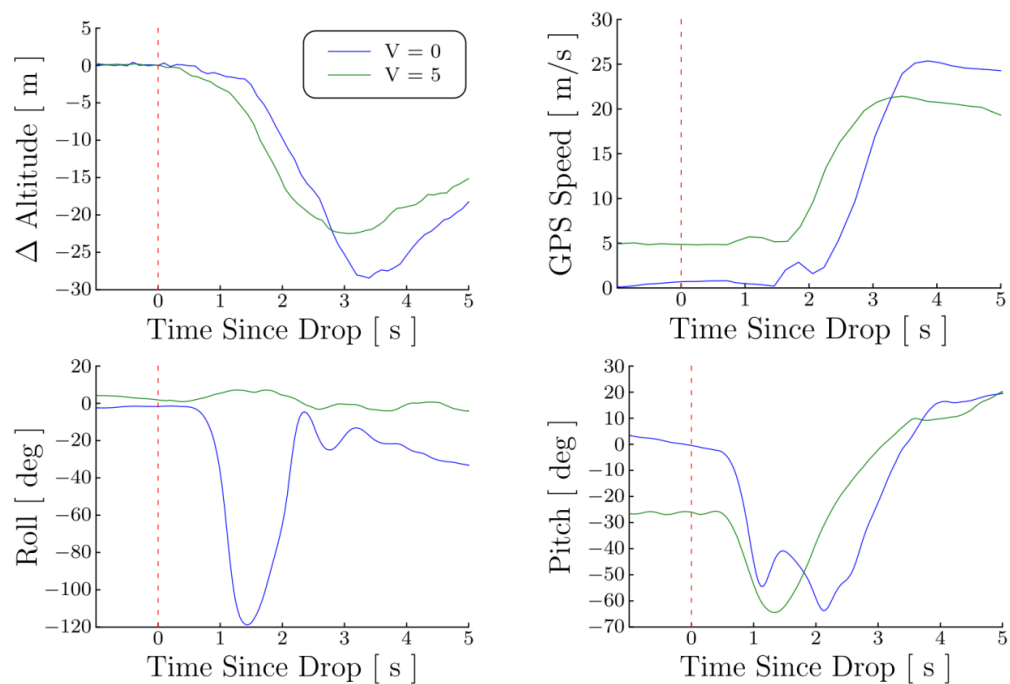 5
0
−5
−10
−15
−20
−25
−30
Δ Altitude [ m ]
V = 0
V = 5
0 1 2 3 4 5
Time Since Drop [ s ]
30
25
20
15
10
5
0
GPS Speed [ m/s ]
0 1 2 3 4 5
Time Since Drop [ s ]
20
0
−20
−40
−60
−80
−100
−120
Roll [ deg ]
0 1 2 3 4 5
Time Since Drop [ s ]
30
20
10
0
−10
−20
−30
−40
−50
−60
−70
Pitch [ deg ]
0 1 2 3 4 5
Time Since Drop [ s ]